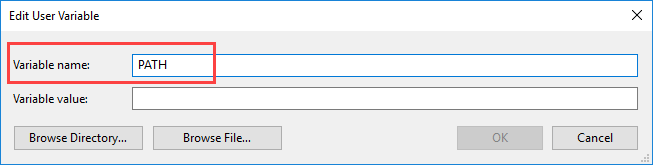 Edit User Variable
Variable name: PATH
Variable value:
Browse Directory... Browse File... OK Cancel